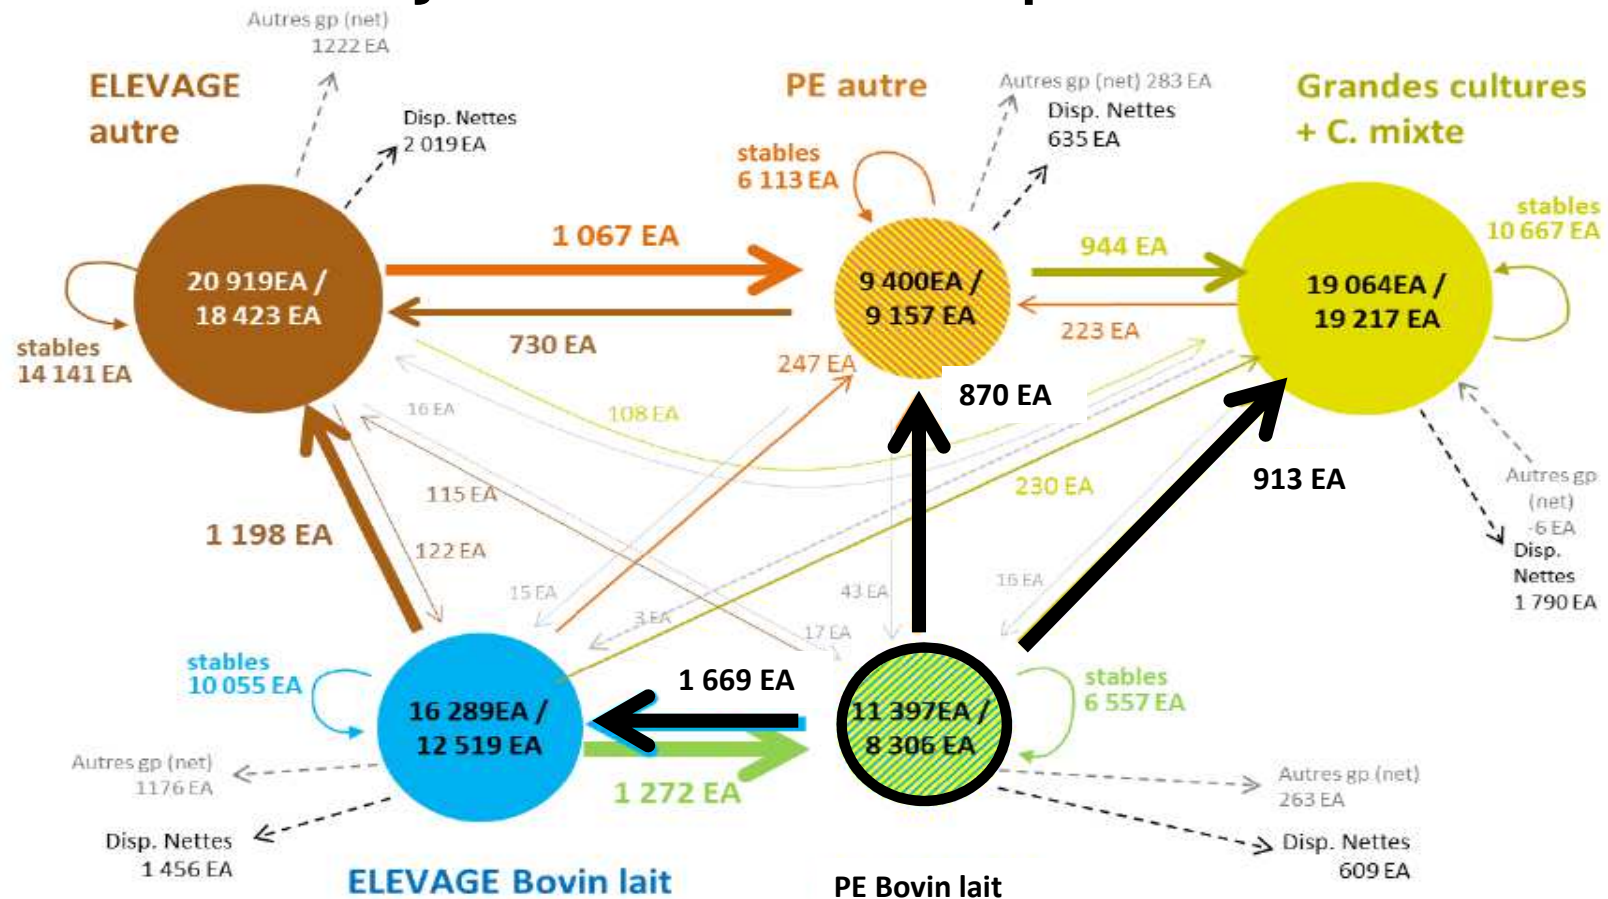 Autres gp (net)
1222 EA
ELEVAGE
autre
Disp. Nettes
2 019 EA
PE autre
Autres gp (net) 283 EA
Disp. Nettes
635 EA
Grandes cultures
+ C. mixte
stables
6 113 EA
stables
10 667 EA
1 067 EA
944 EA
20 919EA /
18 423 EA
9 400EA /
9 157 EA
19 064EA /
19 217 EA
730 EA
223 EA
stables
14 141 EA
247 EA
870 EA
16 EA
108 EA
115 EA
230 EA
913 EA
Autres gp
(net)
-6 EA
Disp.
Nettes
1 790 EA
1 198 EA
122 EA
15 EA
43 EA
16 EA
3 EA
17 EA
stables
10 055 EA
1 669 EA
stables
6 557 EA
16 289EA /
12 519 EA
11 397EA /
8 306 EA
Autres gp (net)
1176 EA
1 272 EA
Autres gp (net)
263 EA
Disp. Nettes
1 456 EA
Disp. Nettes
609 EA
ELEVAGE Bovin lait
PE Bovin lait